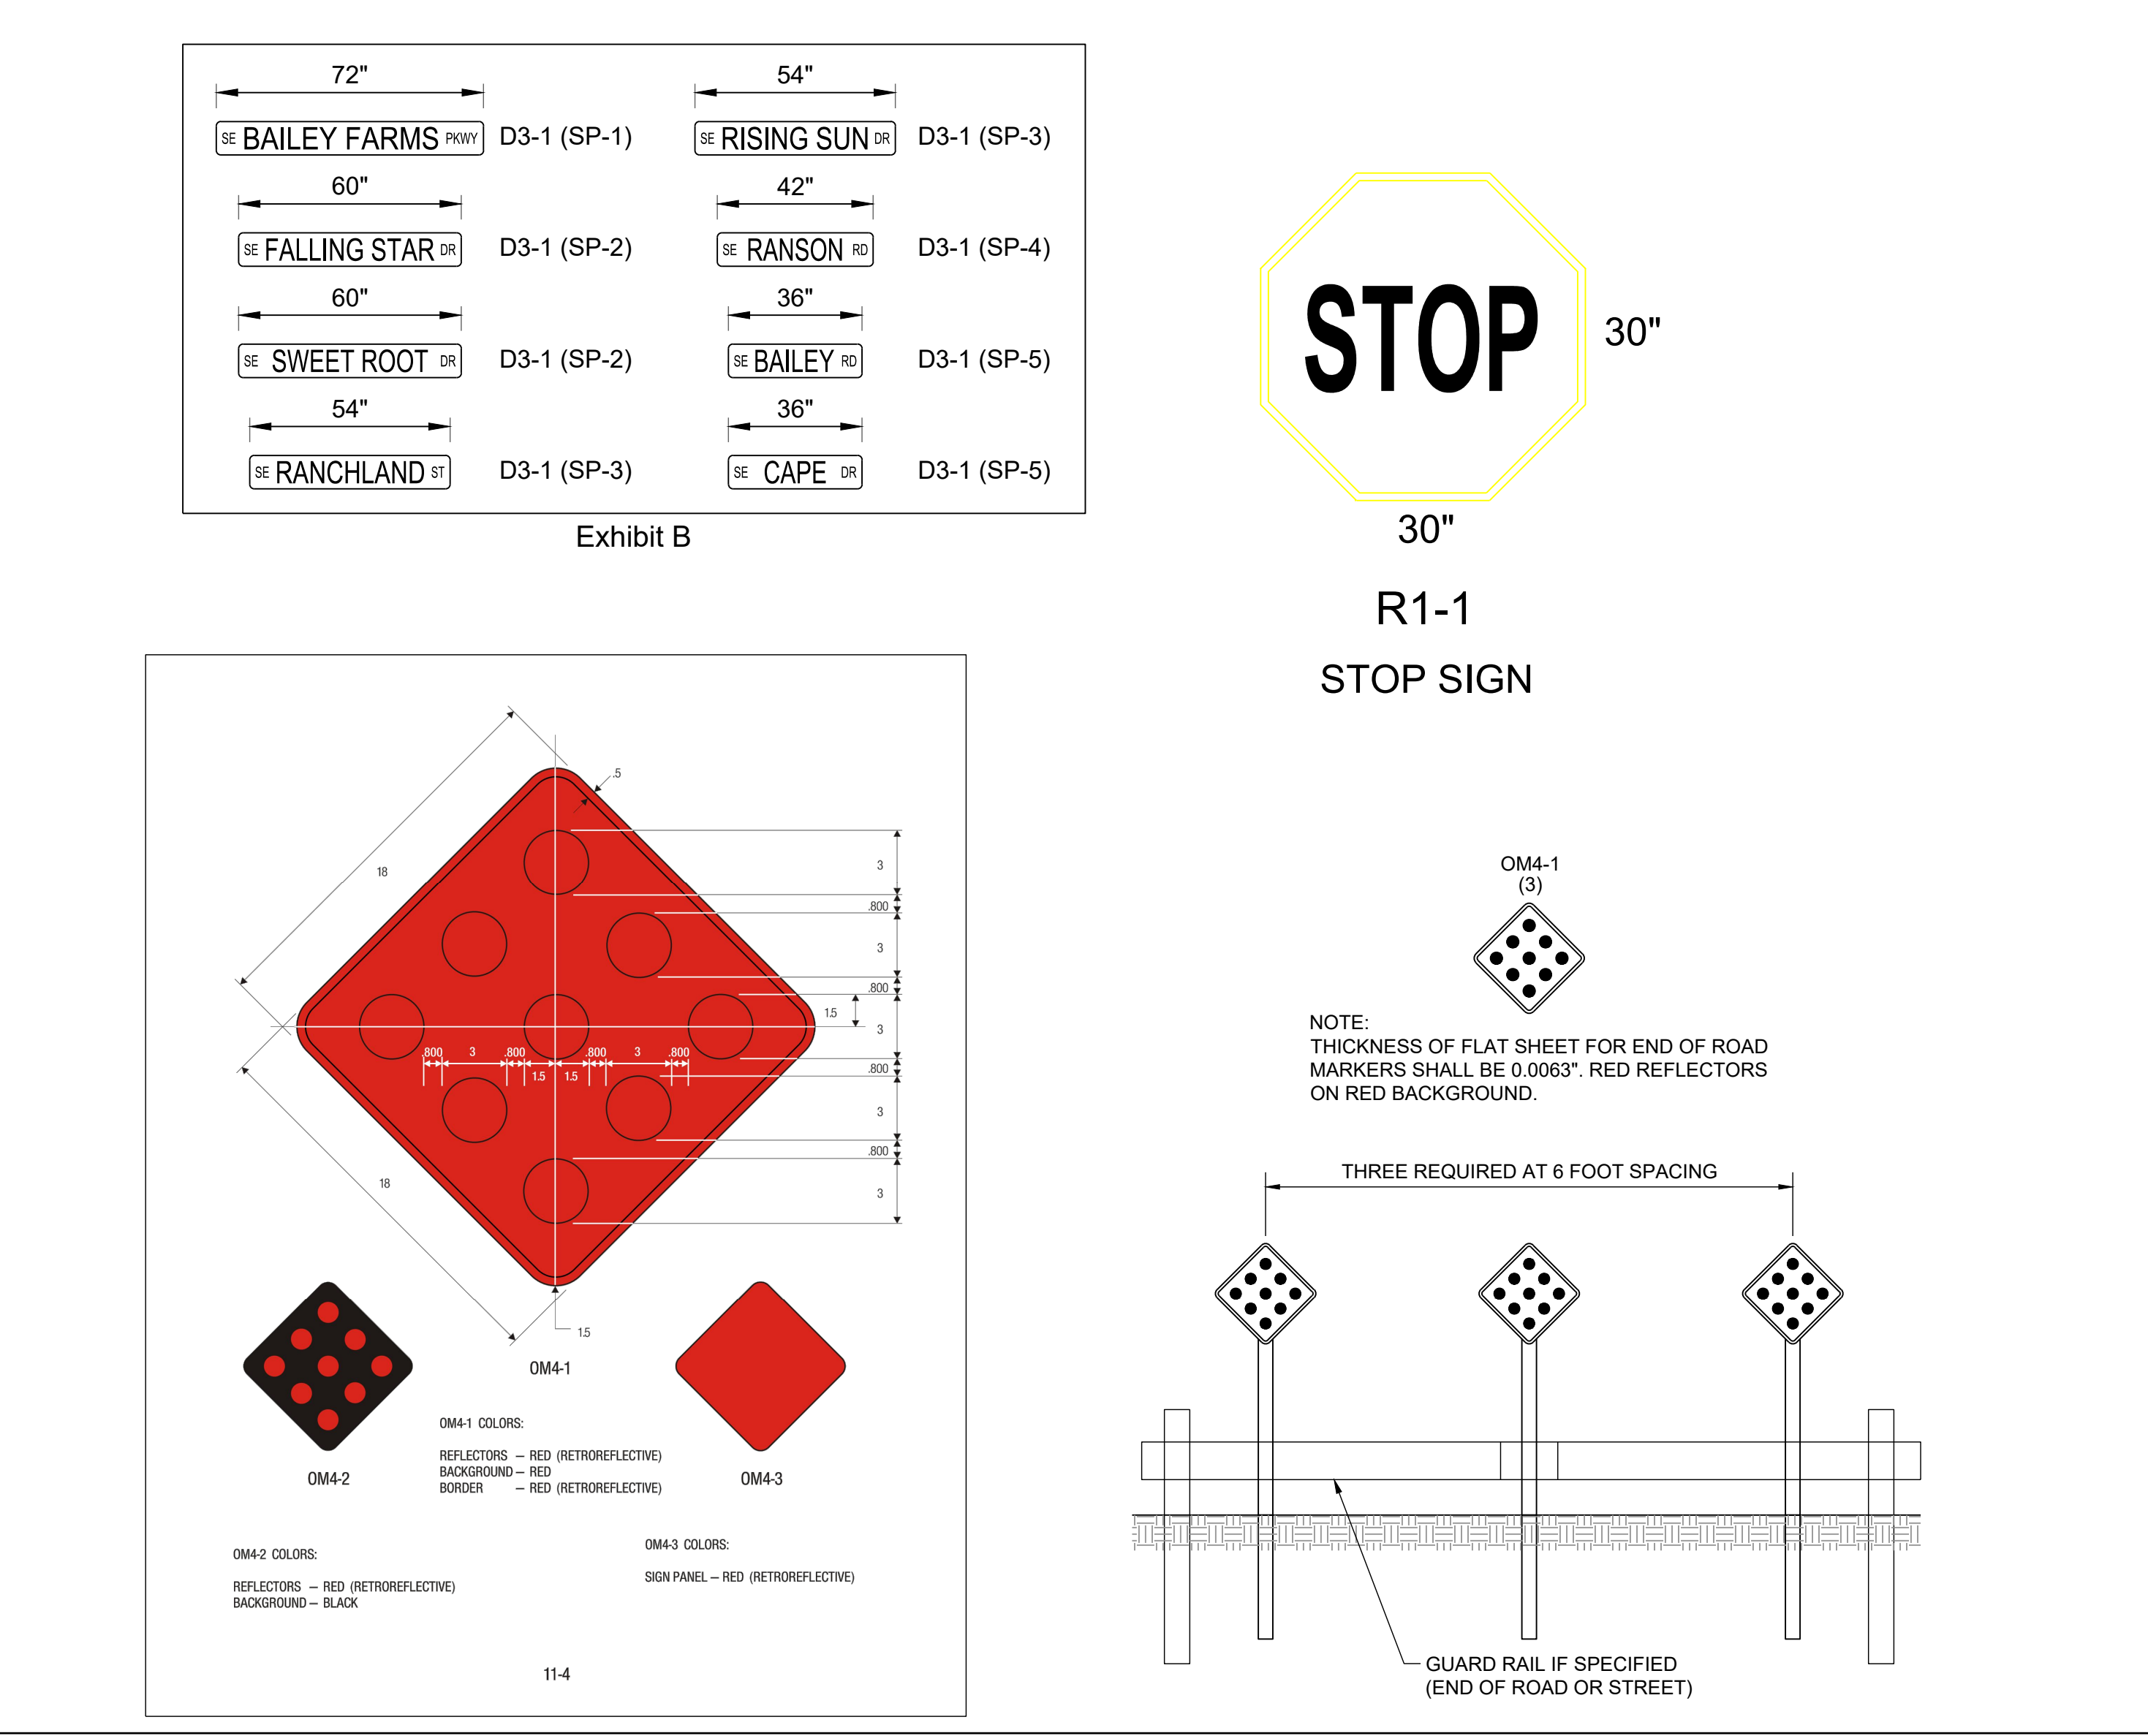 72"
SE BAILEY FARMS PKWY D3-1 (SP-1)
60"
SE FALLING STAR DR D3-1 (SP-2)
60"
SE SWEET ROOT DR D3-1 (SP-2)
54"
SE RANCHLAND ST D3-1 (SP-3)
54"
SE RISING SUN DR D3-1 (SP-3)
42"
SE RANSON RD D3-1 (SP-4)
36"
SE BAILEY RD D3-1 (SP-5)
36"
SE CAPE DR D3-1 (SP-5)
Exhibit B
STOP
30"
30"
R1-1
STOP SIGN
.5
18
18
3
.800
3
.800
1.5
3
.800
3
.800
3
.800 3 .800 .800 3 .800
1.5 1.5
1.5
OM4-1
OM4-2
OM4-3
OM4-1 COLORS:
REFLECTORS – RED (RETROREFLECTIVE)
BACKGROUND – RED
BORDER – RED (RETROREFLECTIVE)
OM4-2 COLORS:
REFLECTORS – RED (RETROREFLECTIVE)
BACKGROUND – BLACK
OM4-3 COLORS:
SIGN PANEL – RED (RETROREFLECTIVE)
11-4
OM4-1
(3)
NOTE:
THICKNESS OF FLAT SHEET FOR END OF ROAD
MARKERS SHALL BE 0.0063". RED REFLECTORS
ON RED BACKGROUND.
THREE REQUIRED AT 6 FOOT SPACING
GUARD RAIL IF SPECIFIED
(END OF ROAD OR STREET)